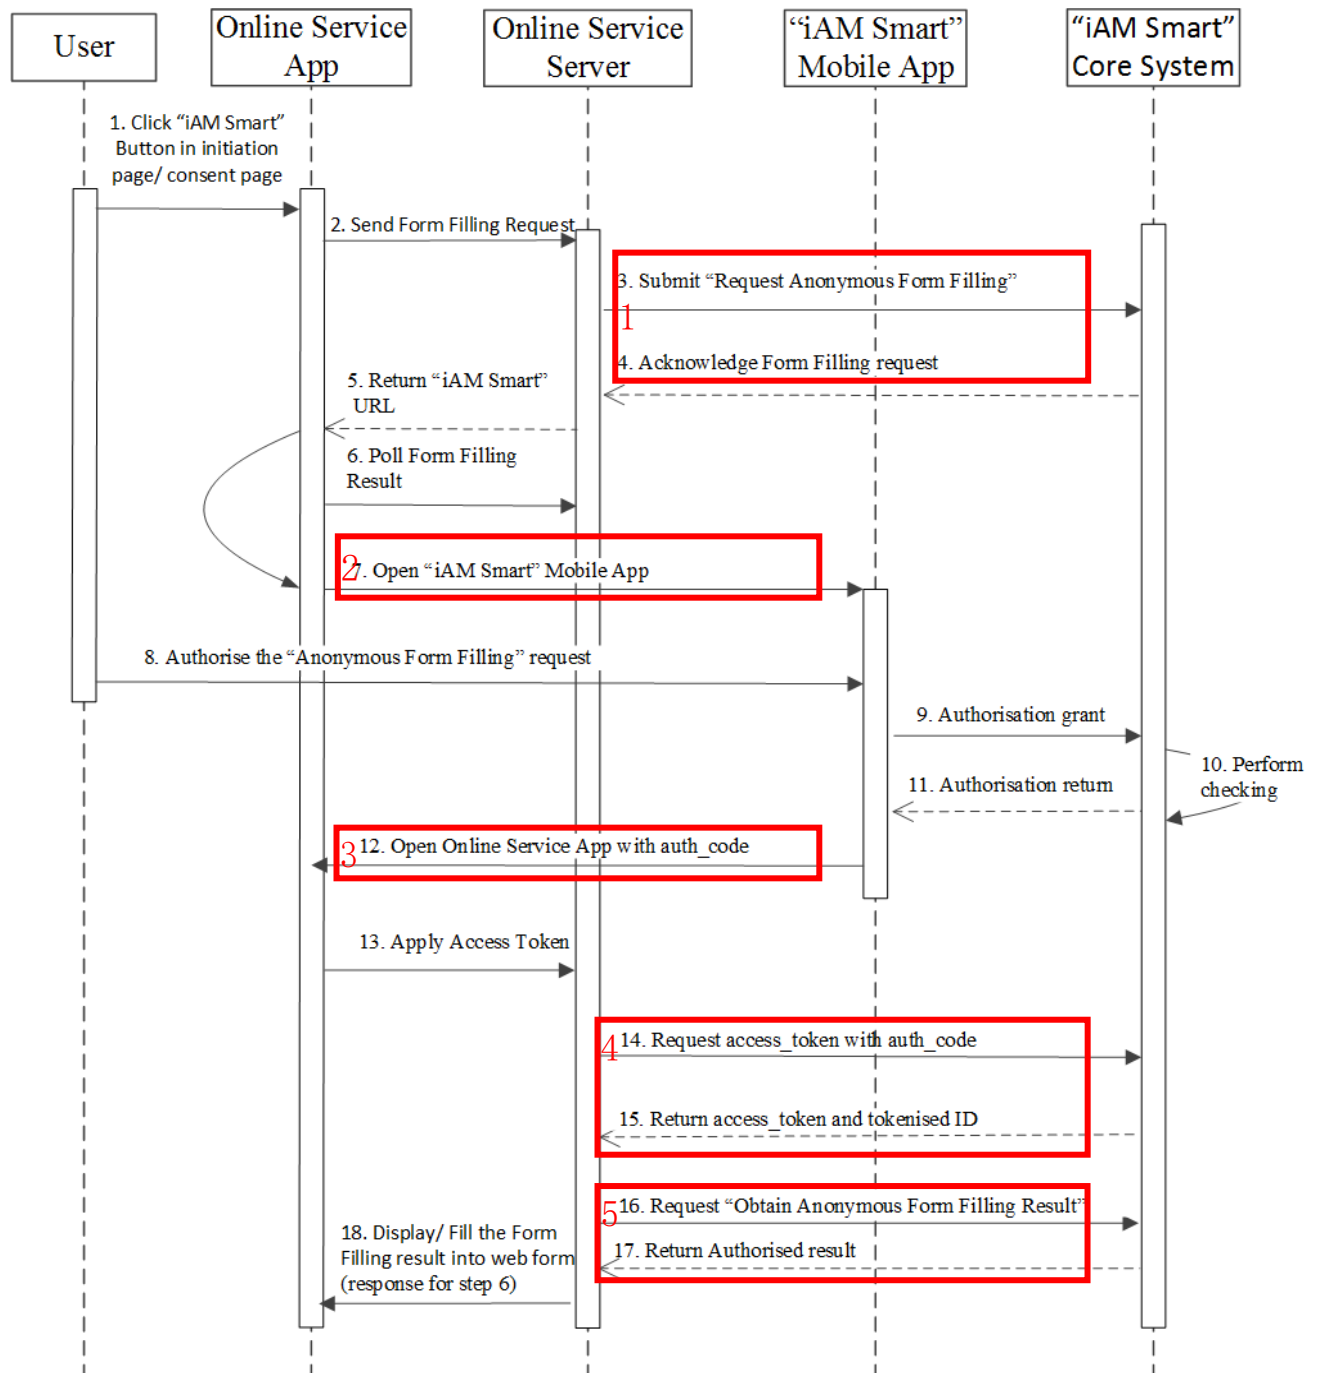 User
Online Service
App
Online Service
Server
“iAM Smart”
Mobile App
“iAM Smart”
Core System
1. Click “iAM Smart”
Button in initiation
page/ consent page
2. Send Form Filling Request
3. Submit “Request Anonymous Form Filling”
1
4. Acknowledge Form Filling request
5. Return “iAM Smart”
URL
6. Poll Form Filling
Result
2
7. Open “iAM Smart” Mobile App
8. Authorise the “Anonymous Form Filling” request
9. Authorisation grant
10. Perform
checking
11. Authorisation return
3
12. Open Online Service App with auth_code
13. Apply Access Token
4
14. Request access_token with auth_code
15. Return access_token and tokenised ID
5
16. Request “Obtain Anonymous Form Filling Result”
17. Return Authorised result
18. Display/ Fill the Form
Filling result into web form
(response for step 6)